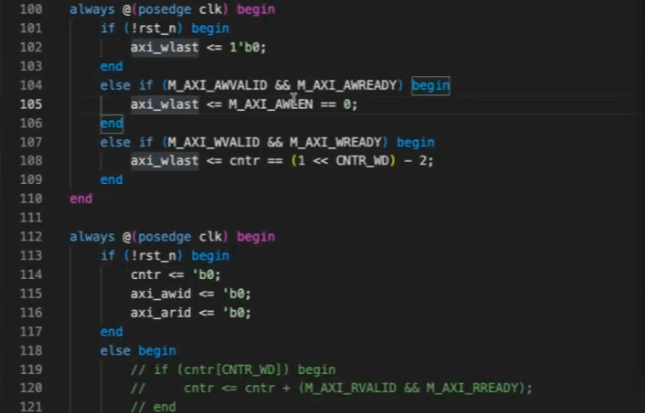 100 always @(posedge clk) begin
101 if (!rst_n) begin
102 axi_wlast <= 1'b0;
103 end
104 else if (M_AXI_AWVALID && M_AXI_AWREADY) begin
105 axi_wlast <= M_AXI_AWLEN == 0;
106 end
107 else if (M_AXI_WVALID && M_AXI_WREADY) begin
108 axi_wlast <= cntr == (1 << CNTR_WD) - 2;
109 end
110 end
111
112 always @(posedge clk) begin
113 if (!rst_n) begin
114 cntr <= 'b0;
115 axi_awid <= 'b0;
116 axi_arid <= 'b0;
117 end
118 else begin
119 // if (cntr[CNTR_WD]) begin
120 // cntr <= cntr + (M_AXI_RVALID && M_AXI_RREADY);
121 // end